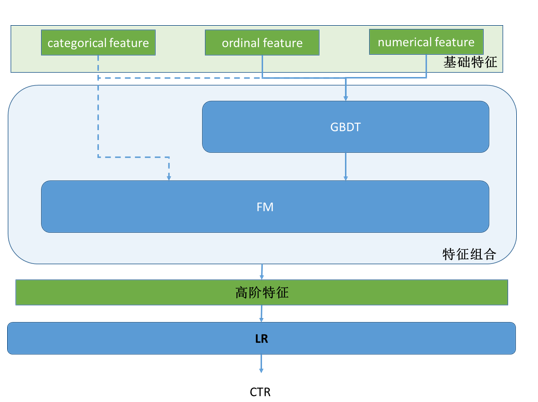 categorical feature
ordinal feature
numerical feature
基础特征
GBDT
FM
特征组合
高阶特征
LR
CTR